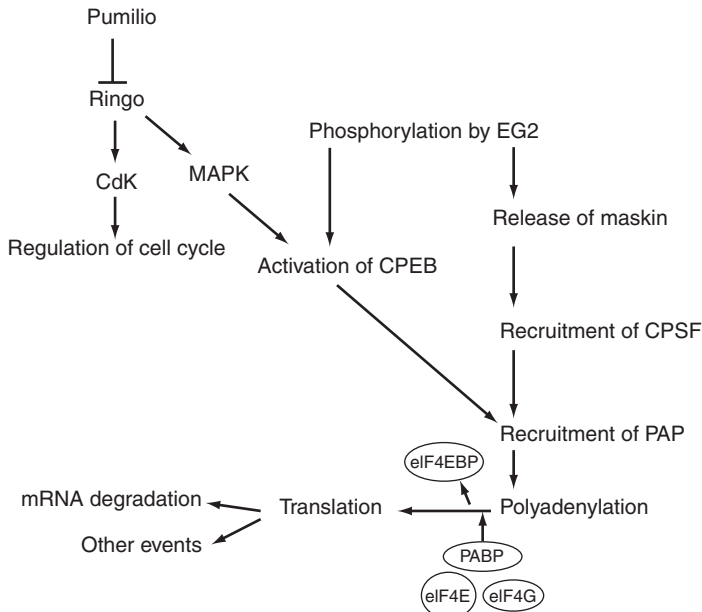 Pumilio
Ringo
Phosphorylation by EG2
MAPK
CdK
Release of maskin
Regulation of cell cycle
Activation of CPEB
Recruitment of CPSF
Recruitment of PAP
eIF4EBP
mRNA degradation
Translation
Polyadenylation
Other events
PABP
eIF4E
eIF4G